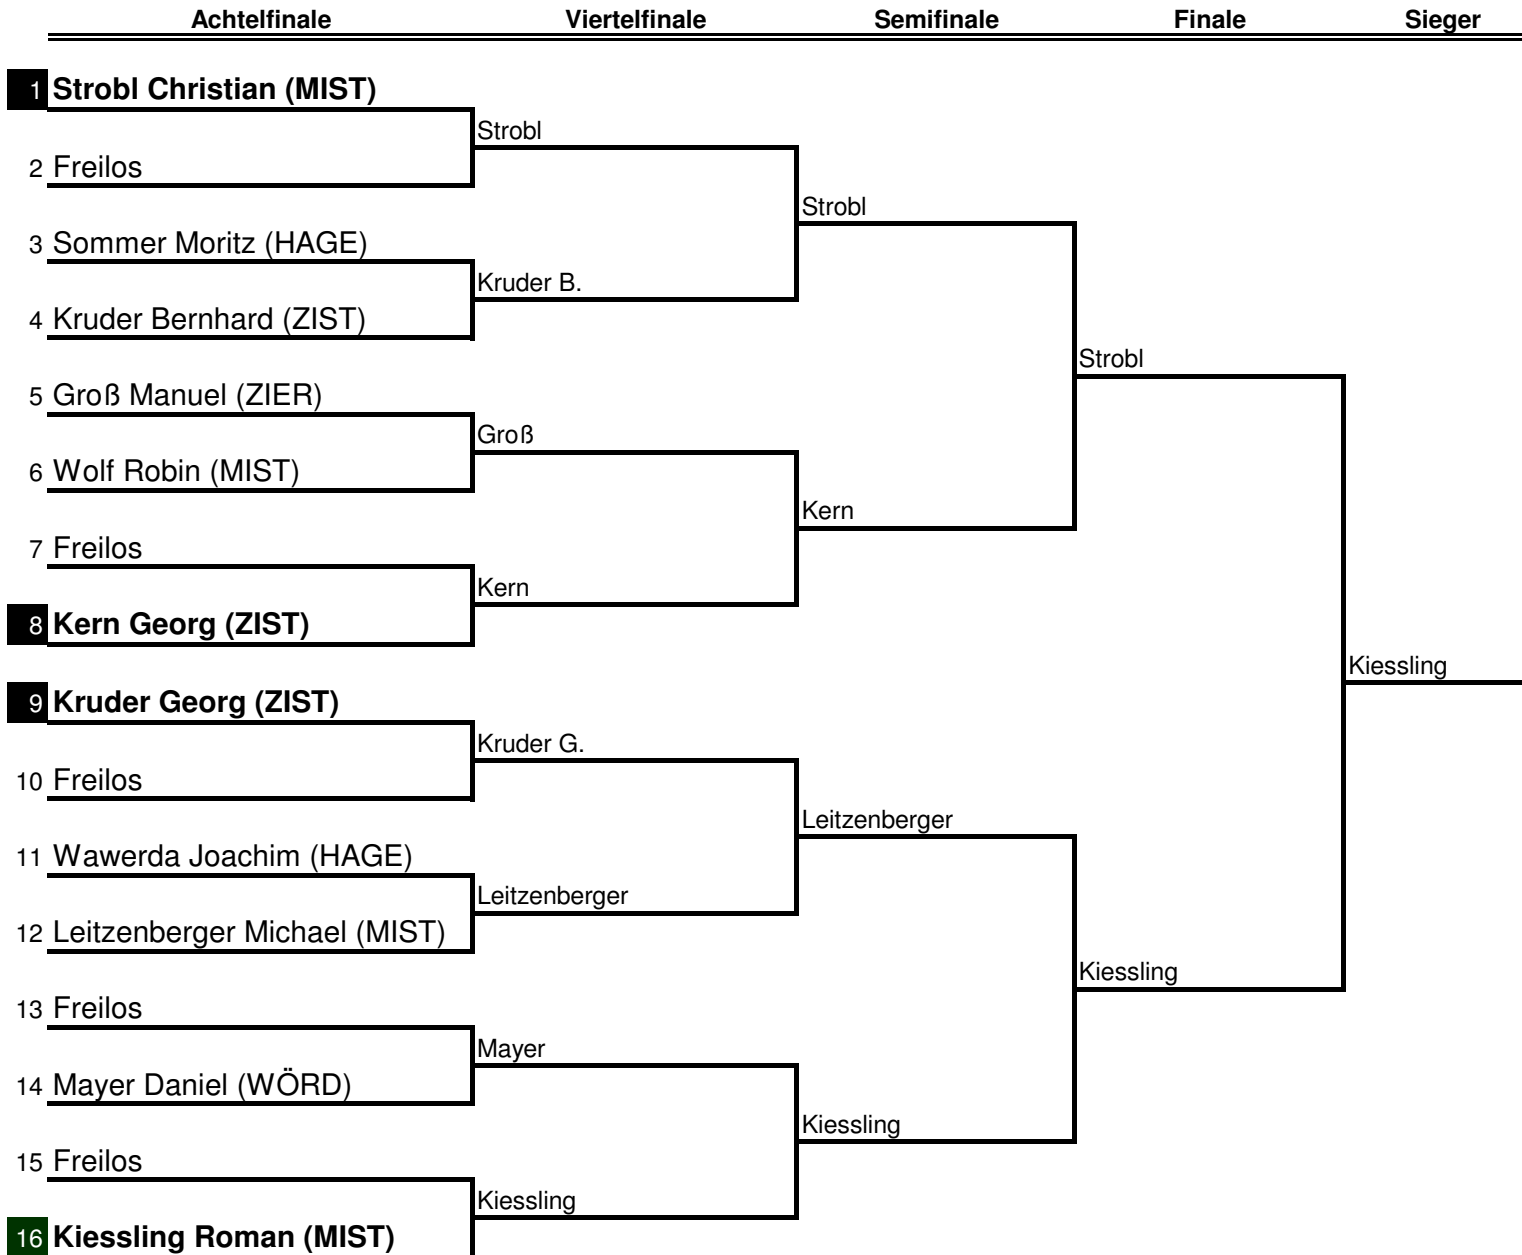 Achtelfinale Viertelfinale Semifinale Finale Sieger
1 Strobl Christian (MIST)
Strobl
2 Freilos
Strobl
3 Sommer Moritz (HAGE)
Kruder B.
4 Kruder Bernhard (ZIST)
Strobl
5 Groß Manuel (ZIER)
Groß
6 Wolf Robin (MIST)
Kern
7 Freilos
Kern
8 Kern Georg (ZIST)
Kiessling
9 Kruder Georg (ZIST)
Kruder G.
10 Freilos
Leitzenberger
11 Wawerda Joachim (HAGE)
Leitzenberger
12 Leitzenberger Michael (MIST)
Kiessling
13 Freilos
Mayer
14 Mayer Daniel (WÖRD)
Kiessling
15 Freilos
Kiessling
16 Kiessling Roman (MIST)